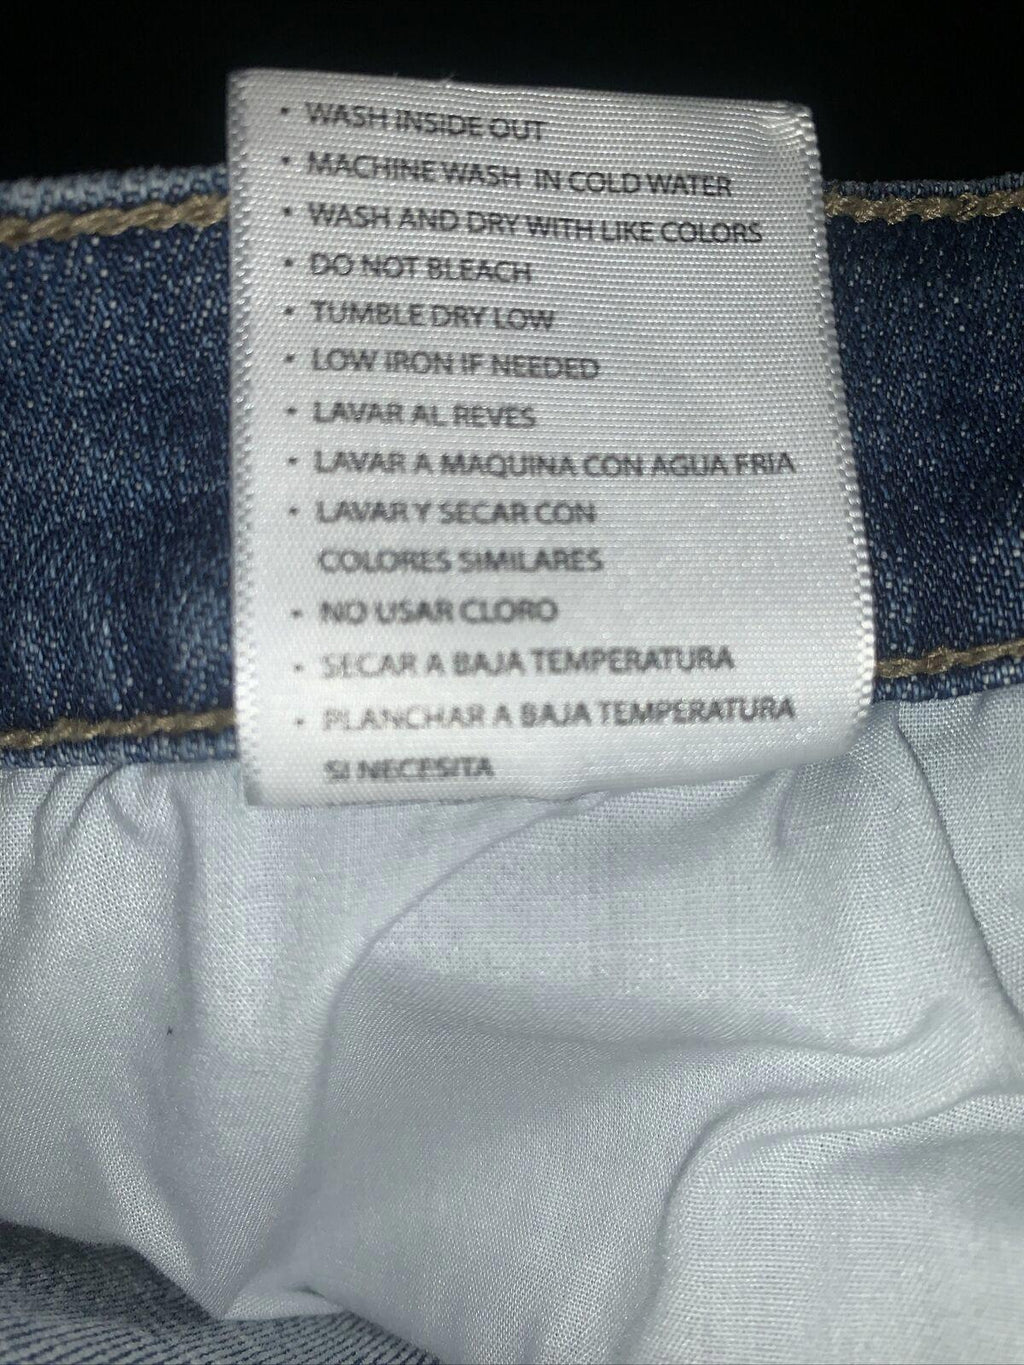 • WASH INSIDE OUT
• MACHINE WASH IN COLD WATER
• WASH AND DRY WITH LIKE COLORS
• DO NOT BLEACH
• TUMBLE DRY LOW
• LOW IRON IF NEEDED
• LAVAR AL REVES
• LAVAR A MAQUINA CON AGUA FRIA
• LAVAR Y SECAR CON
COLORES SIMILARES
• NO USAR CLORO
• SECAR A BAJA TEMPERATURA
• PLANCHAR A BAJA TEMPERATURA
SI NECESITA